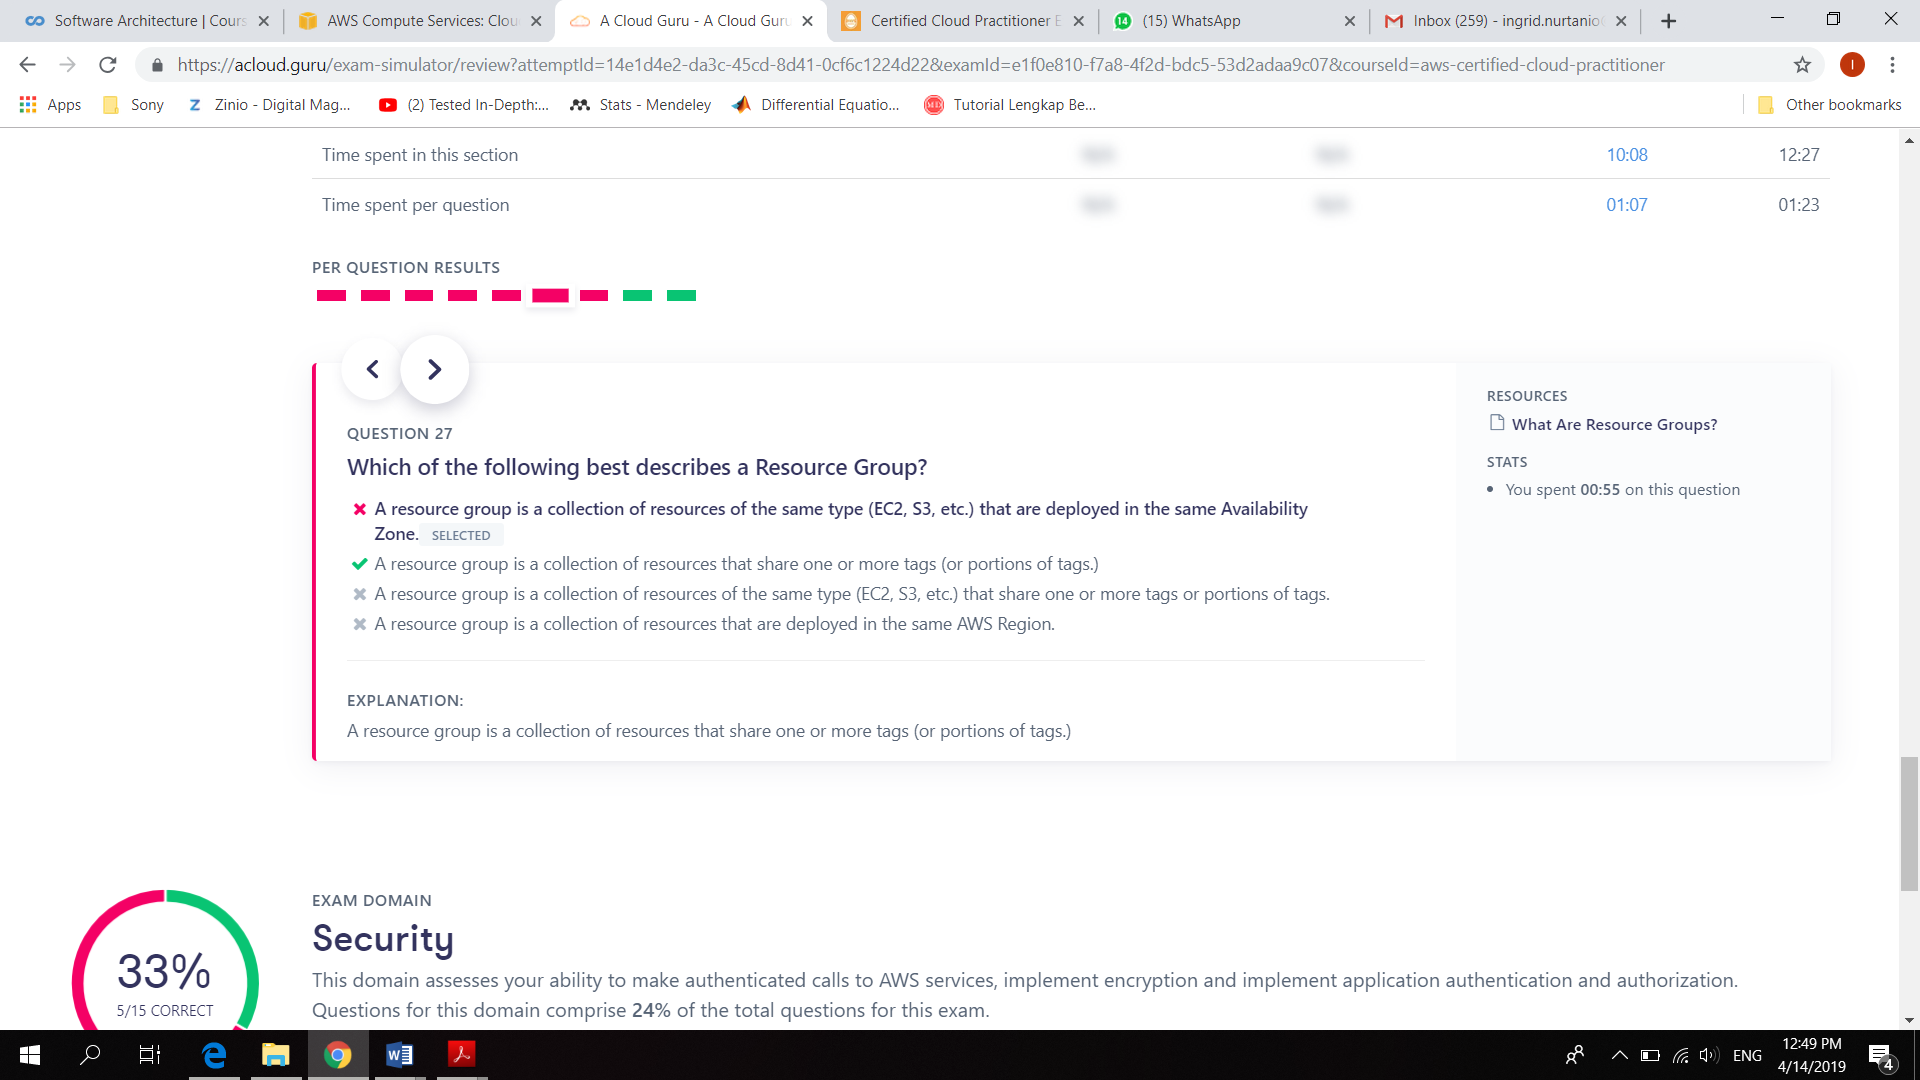 Software Architecture | Cours
AWS Compute Services: Clou
A Cloud Guru - A Cloud Guru
Certified Cloud Practitioner E
14
(15) WhatsApp
Inbox (259) - ingrid.nurtanio
https://acloud.guru/exam-simulator/review?attemptId=14e1d4e2-da3c-45cd-8d41-0cf6c1224d22&examId=e1f0e810-f7a8-4f2d-bdc5-53d2adaa9c07&courseId=aws-certified-cloud-practitioner
I
Apps
Sony
Z Zinio - Digital Mag...
(2) Tested In-Depth:...
Stats - Mendeley
Differential Equatio...
Tutorial Lengkap Be...
Other bookmarks
Time spent in this section 10:08 12:27
Time spent per question 01:07 01:23
PER QUESTION RESULTS
QUESTION 27
Which of the following best describes a Resource Group?
A resource group is a collection of resources of the same type (EC2, S3, etc.) that are deployed in the same Availability
Zone. SELECTED
A resource group is a collection of resources that share one or more tags (or portions of tags.)
A resource group is a collection of resources of the same type (EC2, S3, etc.) that share one or more tags or portions of tags.
A resource group is a collection of resources that are deployed in the same AWS Region.
EXPLANATION:
A resource group is a collection of resources that share one or more tags (or portions of tags.)
RESOURCES
What Are Resource Groups?
STATS
You spent 00:55 on this question
33%
5/15 CORRECT
EXAM DOMAIN
Security
This domain assesses your ability to make authenticated calls to AWS services, implement encryption and implement application authentication and authorization.
Questions for this domain comprise 24% of the total questions for this exam.
ENG
12:49 PM
4/14/2019
4